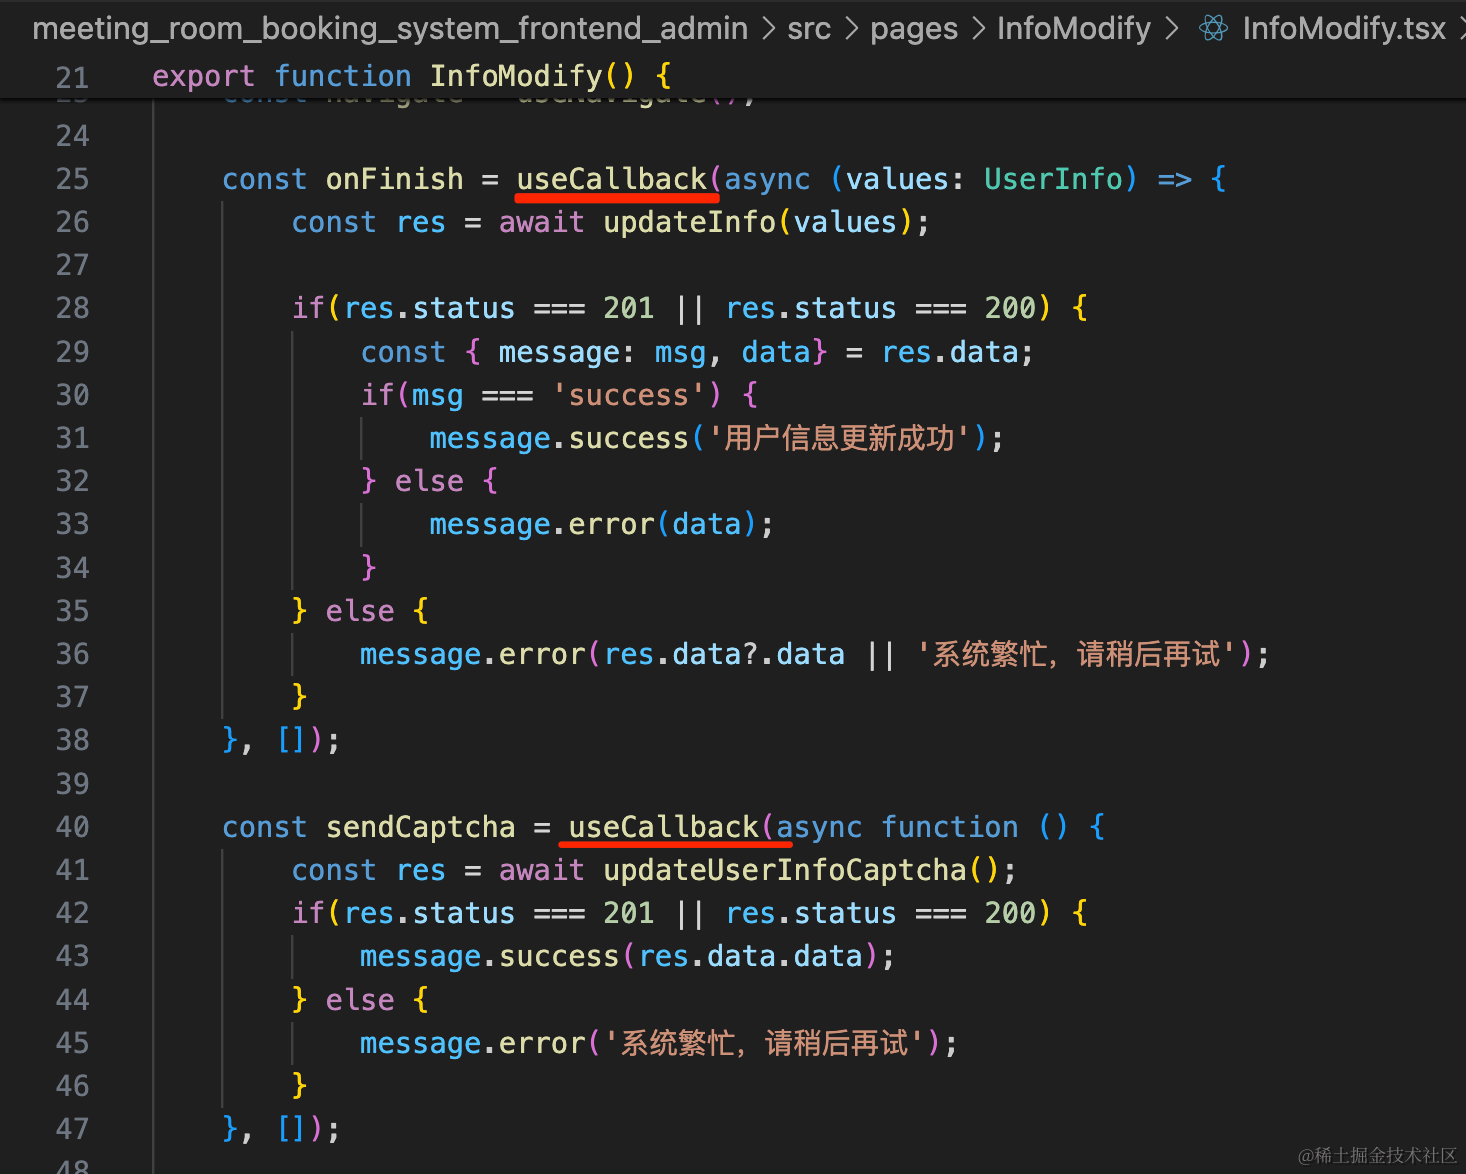 meeting_room_booking_system_frontend_admin > src > pages > InfoModify > InfoModify.tsx >
21 export function InfoModify() {
23 const navigate = useNavigate();
24
25 const onFinish = useCallback(async (values: UserInfo) => {
26 const res = await updateInfo(values);
27
28 if(res.status === 201 || res.status === 200) {
29 const { message: msg, data} = res.data;
30 if(msg === 'success') {
31 message.success('用户信息更新成功');
32 } else {
33 message.error(data);
34 }
35 } else {
36 message.error(res.data?.data || '系统繁忙，请稍后再试');
37 }
38 }, []);
39
40 const sendCaptcha = useCallback(async function () {
41 const res = await updateUserInfoCaptcha();
42 if(res.status === 201 || res.status === 200) {
43 message.success(res.data.data);
44 } else {
45 message.error('系统繁忙，请稍后再试');
46 }
47 }, []);
48
@稀土掘金技术社区